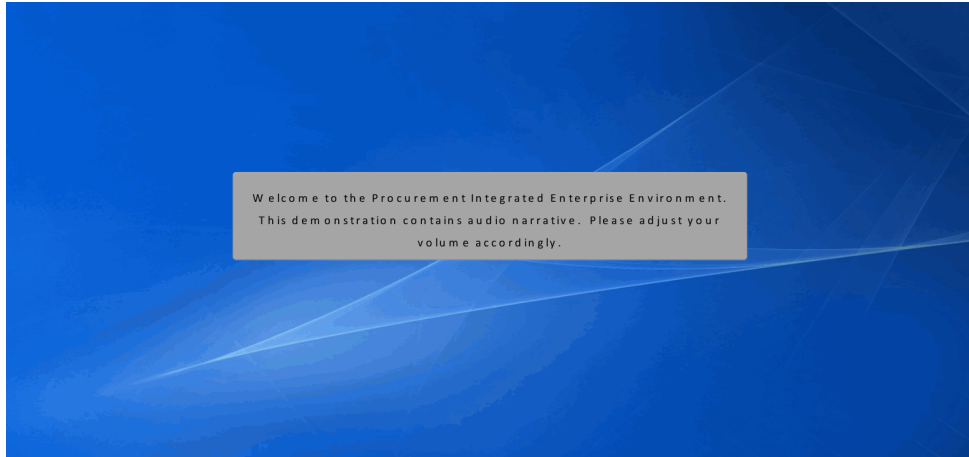 Welcome to the Procurement Integrated Enterprise Environment.
This demonstration contains audio narrative. Please adjust your
volume accordingly.